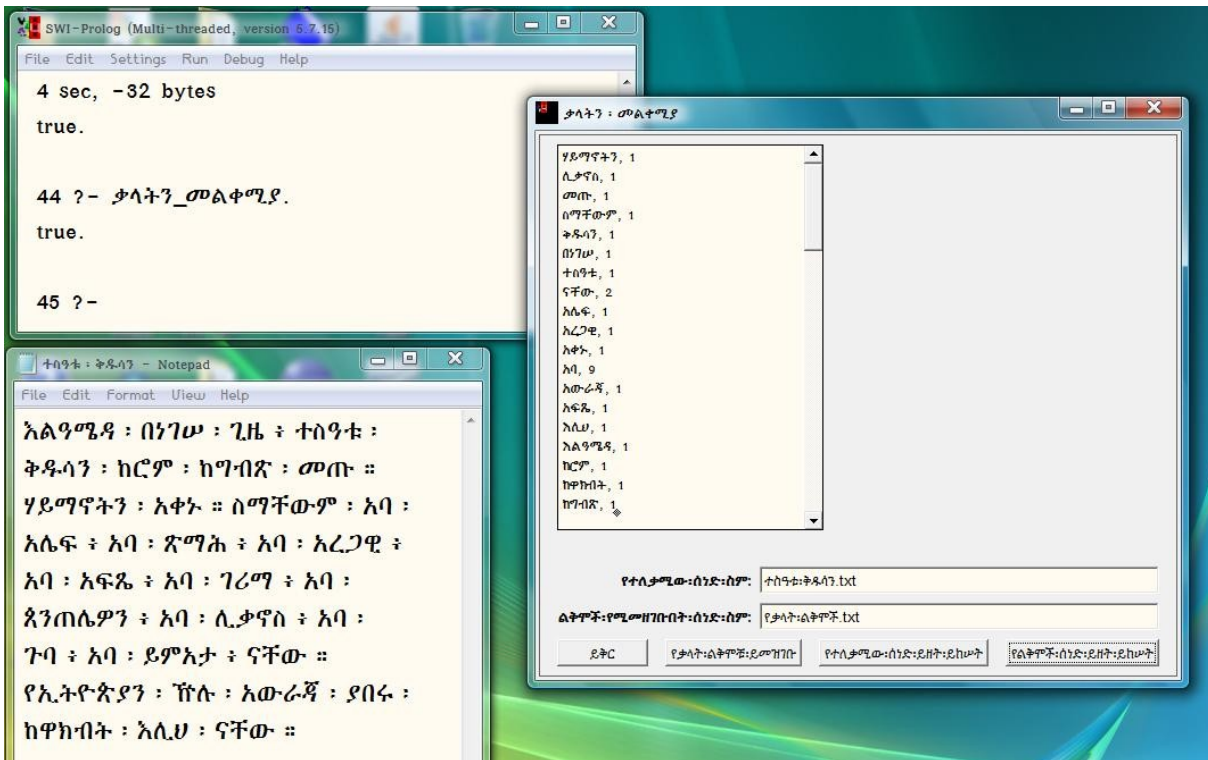 SWI-Prolog (Multi-threaded, version 5.7.15)
File Edit Settings Run Debug Help
4 sec, -32 bytes
true.
44 ?- ቃላትን_መልቀሚያ.
true.
45 ?-
ተስዓቱ፡ቅዱሳን - Notepad
File Edit Format View Help
እልዓሜዳ ፡ በነገሠ ፡ ጊዜ ፥ ተስዓቱ ፡
ቅዱሳን ፡ ከሮም ፡ ከግብጽ ፡ መጡ ።
ሃይማኖትን ፡ አቀኑ ። ስማቸውም ፡ አባ ፡
አሌፍ ፥ አባ ፡ ጽማሕ ፥ አባ ፡ አረጋዊ ፥
አባ ፡ አፍጼ ፥ አባ ፡ ገሪማ ፥ አባ ፡
ጰንጠሌዎን ፥ አባ ፡ ሊቃኖስ ፥ አባ ፡
ጉባ ፥ አባ ፡ ይምአታ ፥ ናቸው ።
የኢትዮጵያን ፡ ዅሉ ፡ አውራጃ ፡ ያበሩ ፡
ከዋክብት ፡ እሊህ ፡ ናቸው ።
ቃላትን ፡ መልቀሚያ
ሃይማኖትን, 1
ሊቃኖስ, 1
መጡ, 1
ስማቸውም, 1
ቅዱሳን, 1
በነገሠ, 1
ተስዓቱ, 1
ናቸው, 2
አሌፍ, 1
አረጋዊ, 1
አቀኑ, 1
አባ, 9
አውራጃ, 1
አፍጼ, 1
እሊህ, 1
እልዓሜዳ, 1
ከሮም, 1
ከዋክብት, 1
ከግብጽ, 1
የተለቃሚው፡ሰነድ፡ስም: ተስዓቱ፡ቅዱሳን.txt
ልቅሞች፡የሚመዘገቡበት፡ሰነድ፡ስም: የቃላት፡ልቅሞች.txt
ይቅር የቃላት፡ልቅሞቹ፡ይመዝገቡ የተለቃሚው፡ሰነድ፡ይዘት፡ይከሠት የልቅሞች፡ሰነድ፡ይዘት፡ይከሠት